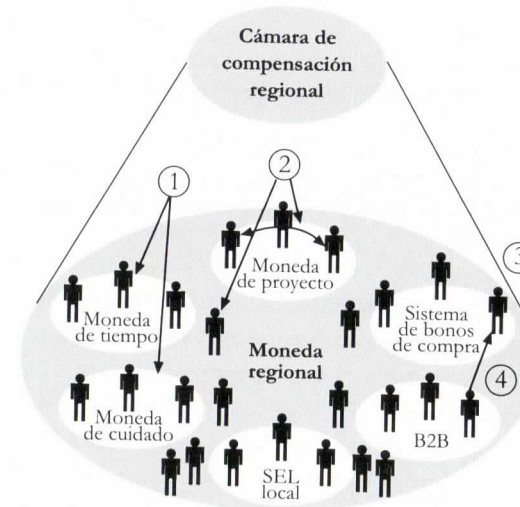 Cámara de
compensación
regional
1
2
3
Moneda
de proyecto
Moneda
de tiempo
Sistema
de bonos
de compra
Moneda
regional
4
Moneda
de cuidado
B2B
SEL
local